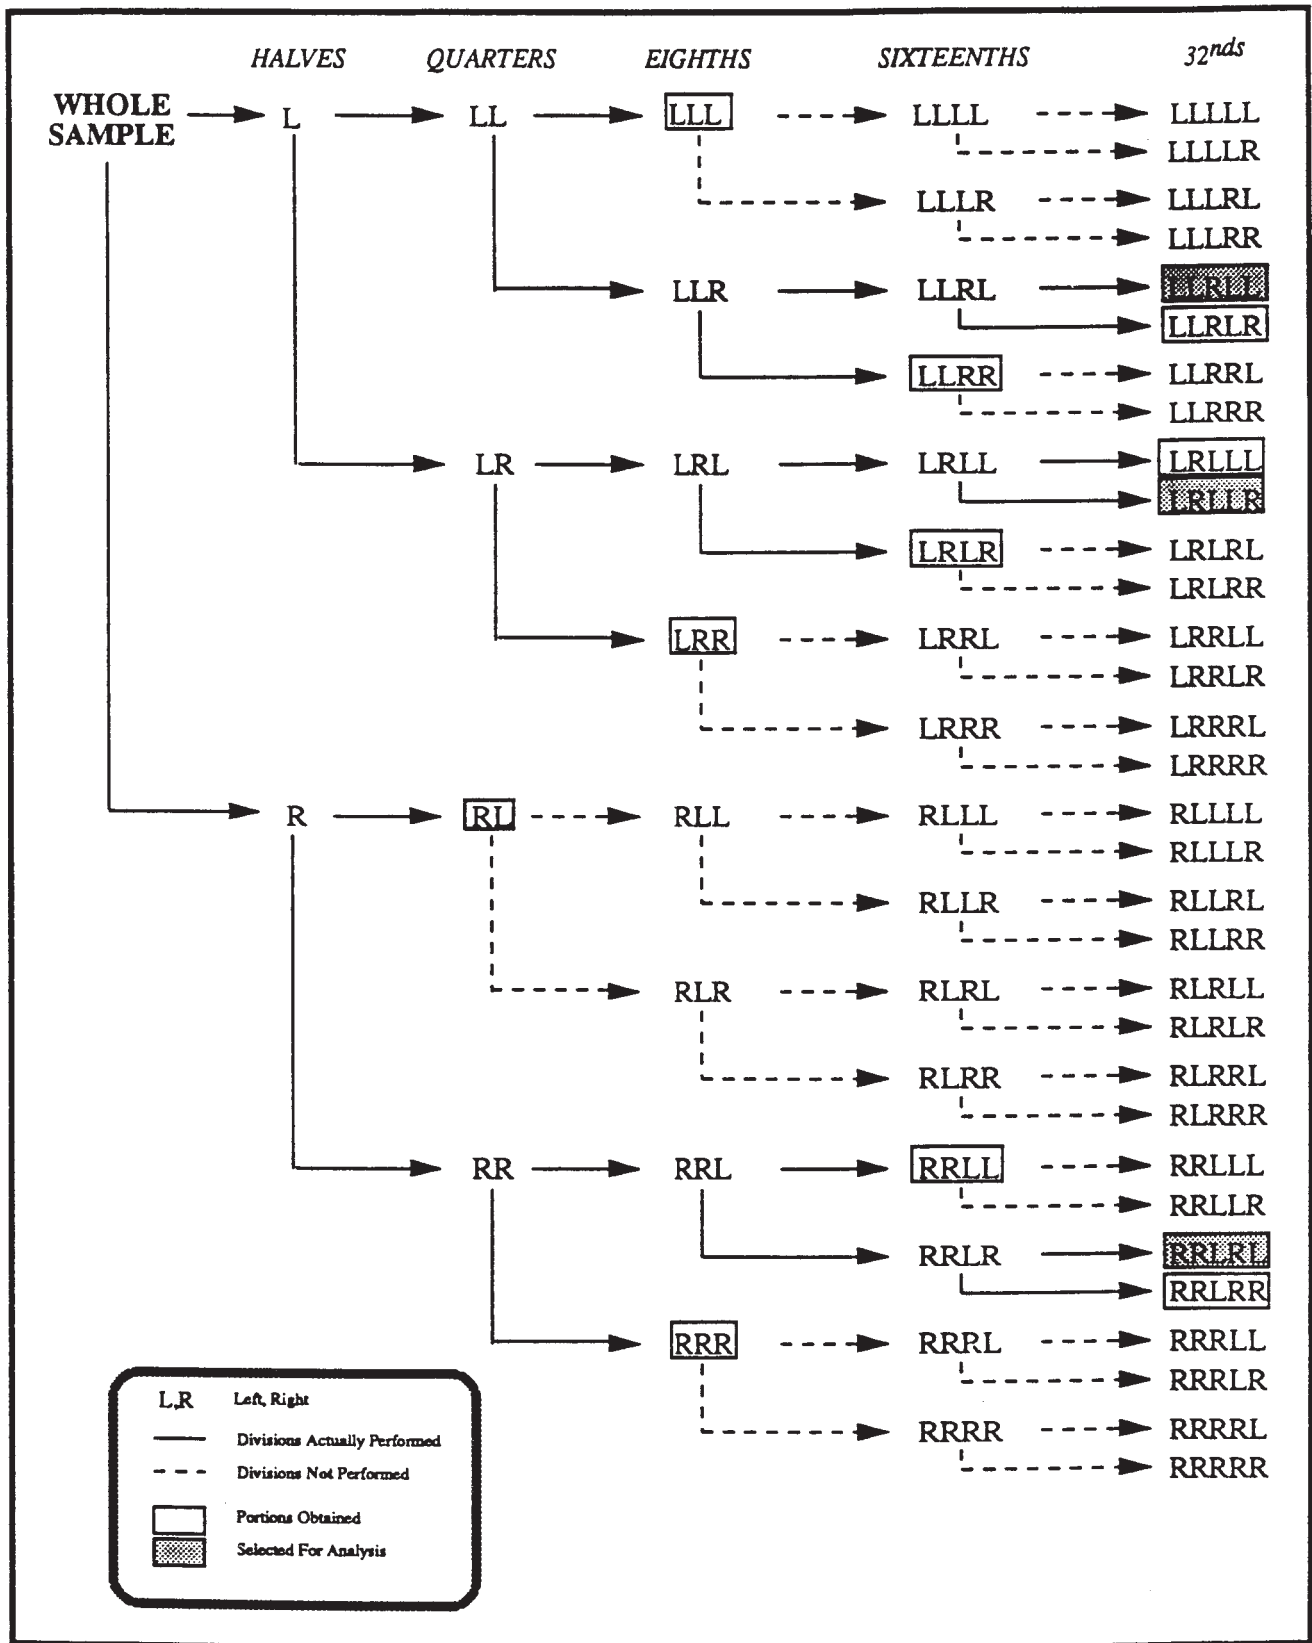 HALVES QUARTERS EIGHTHS SIXTEENTHS 32nds
WHOLE
SAMPLE
L LL LLL LLLL LLLLL
LLLLR
LLLR LLLRL
LLLRR
LLR LLRL LLRLL
LLRLR
LLRR LLRRL
LLRRR
LR LRL LRLL LRLLL
LRLLR
LRLR LRLRL
LRLRR
LRR LRRL LRRLL
LRRLR
LRRR LRRRL
LRRRR
R RL RLL RLLL RLLLL
RLLLR
RLLR RLLRL
RLLRR
RLR RLRL RLRLL
RLRLR
RLRR RLRRL
RLRRR
RR RRL RRLL RRLLL
RRLLR
RRLR RRLRL
RRLRR
RRR RRRL RRRLL
RRRLR
RRRR RRRRL
RRRRR
L,R Left, Right
Divisions Actually Performed
Divisions Not Performed
Portions Obtained
Selected For Analysis